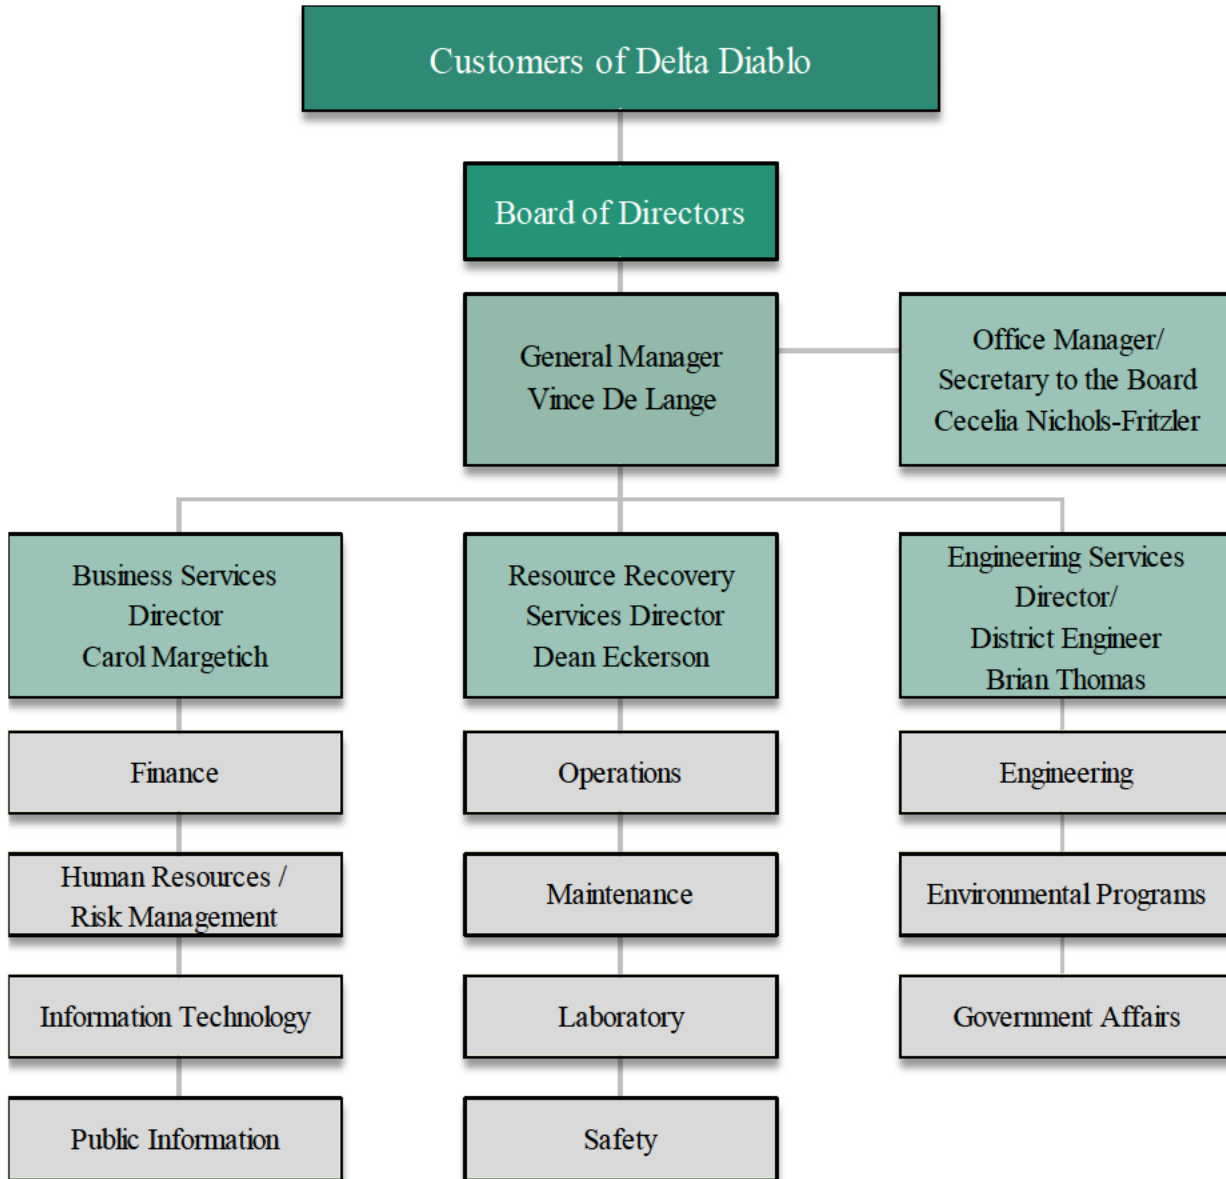 Customers of Delta Diablo
Board of Directors
General Manager
Vince De Lange
Office Manager/
Secretary to the Board
Cecelia Nichols-Fritzler
Business Services
Director
Carol Margetich
Resource Recovery
Services Director
Dean Eckerson
Engineering Services
Director/
District Engineer
Brian Thomas
Finance
Operations
Engineering
Human Resources /
Risk Management
Maintenance
Environmental Programs
Information Technology
Laboratory
Government Affairs
Public Information
Safety